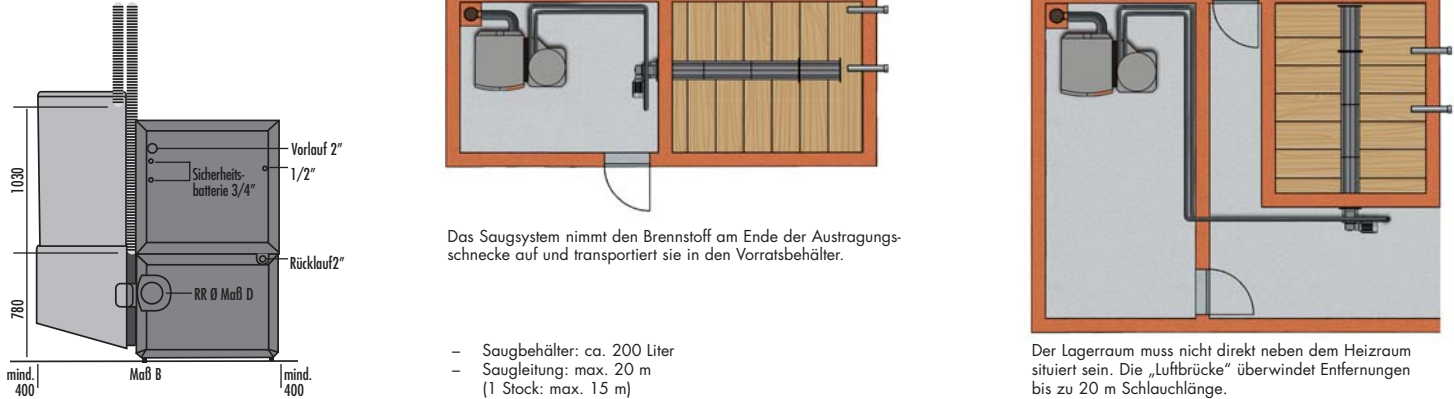 Vorlauf 2”
1/2”
Sicherheits-
batterie 3/4”
1030
Rücklauf2”
RR Ø Maß D
780
mind.
400
Maß B
mind.
400
Das Saugsystem nimmt den Brennstoff am Ende der Austragungs-
schnecke auf und transportiert sie in den Vorratsbehälter.
– Saugbehälter: ca. 200 Liter
– Saugleitung: max. 20 m
(1 Stock: max. 15 m)
Der Lagerraum muss nicht direkt neben dem Heizraum
situiert sein. Die „Luftbrücke“ überwindet Entfernungen
bis zu 20 m Schlauchlänge.